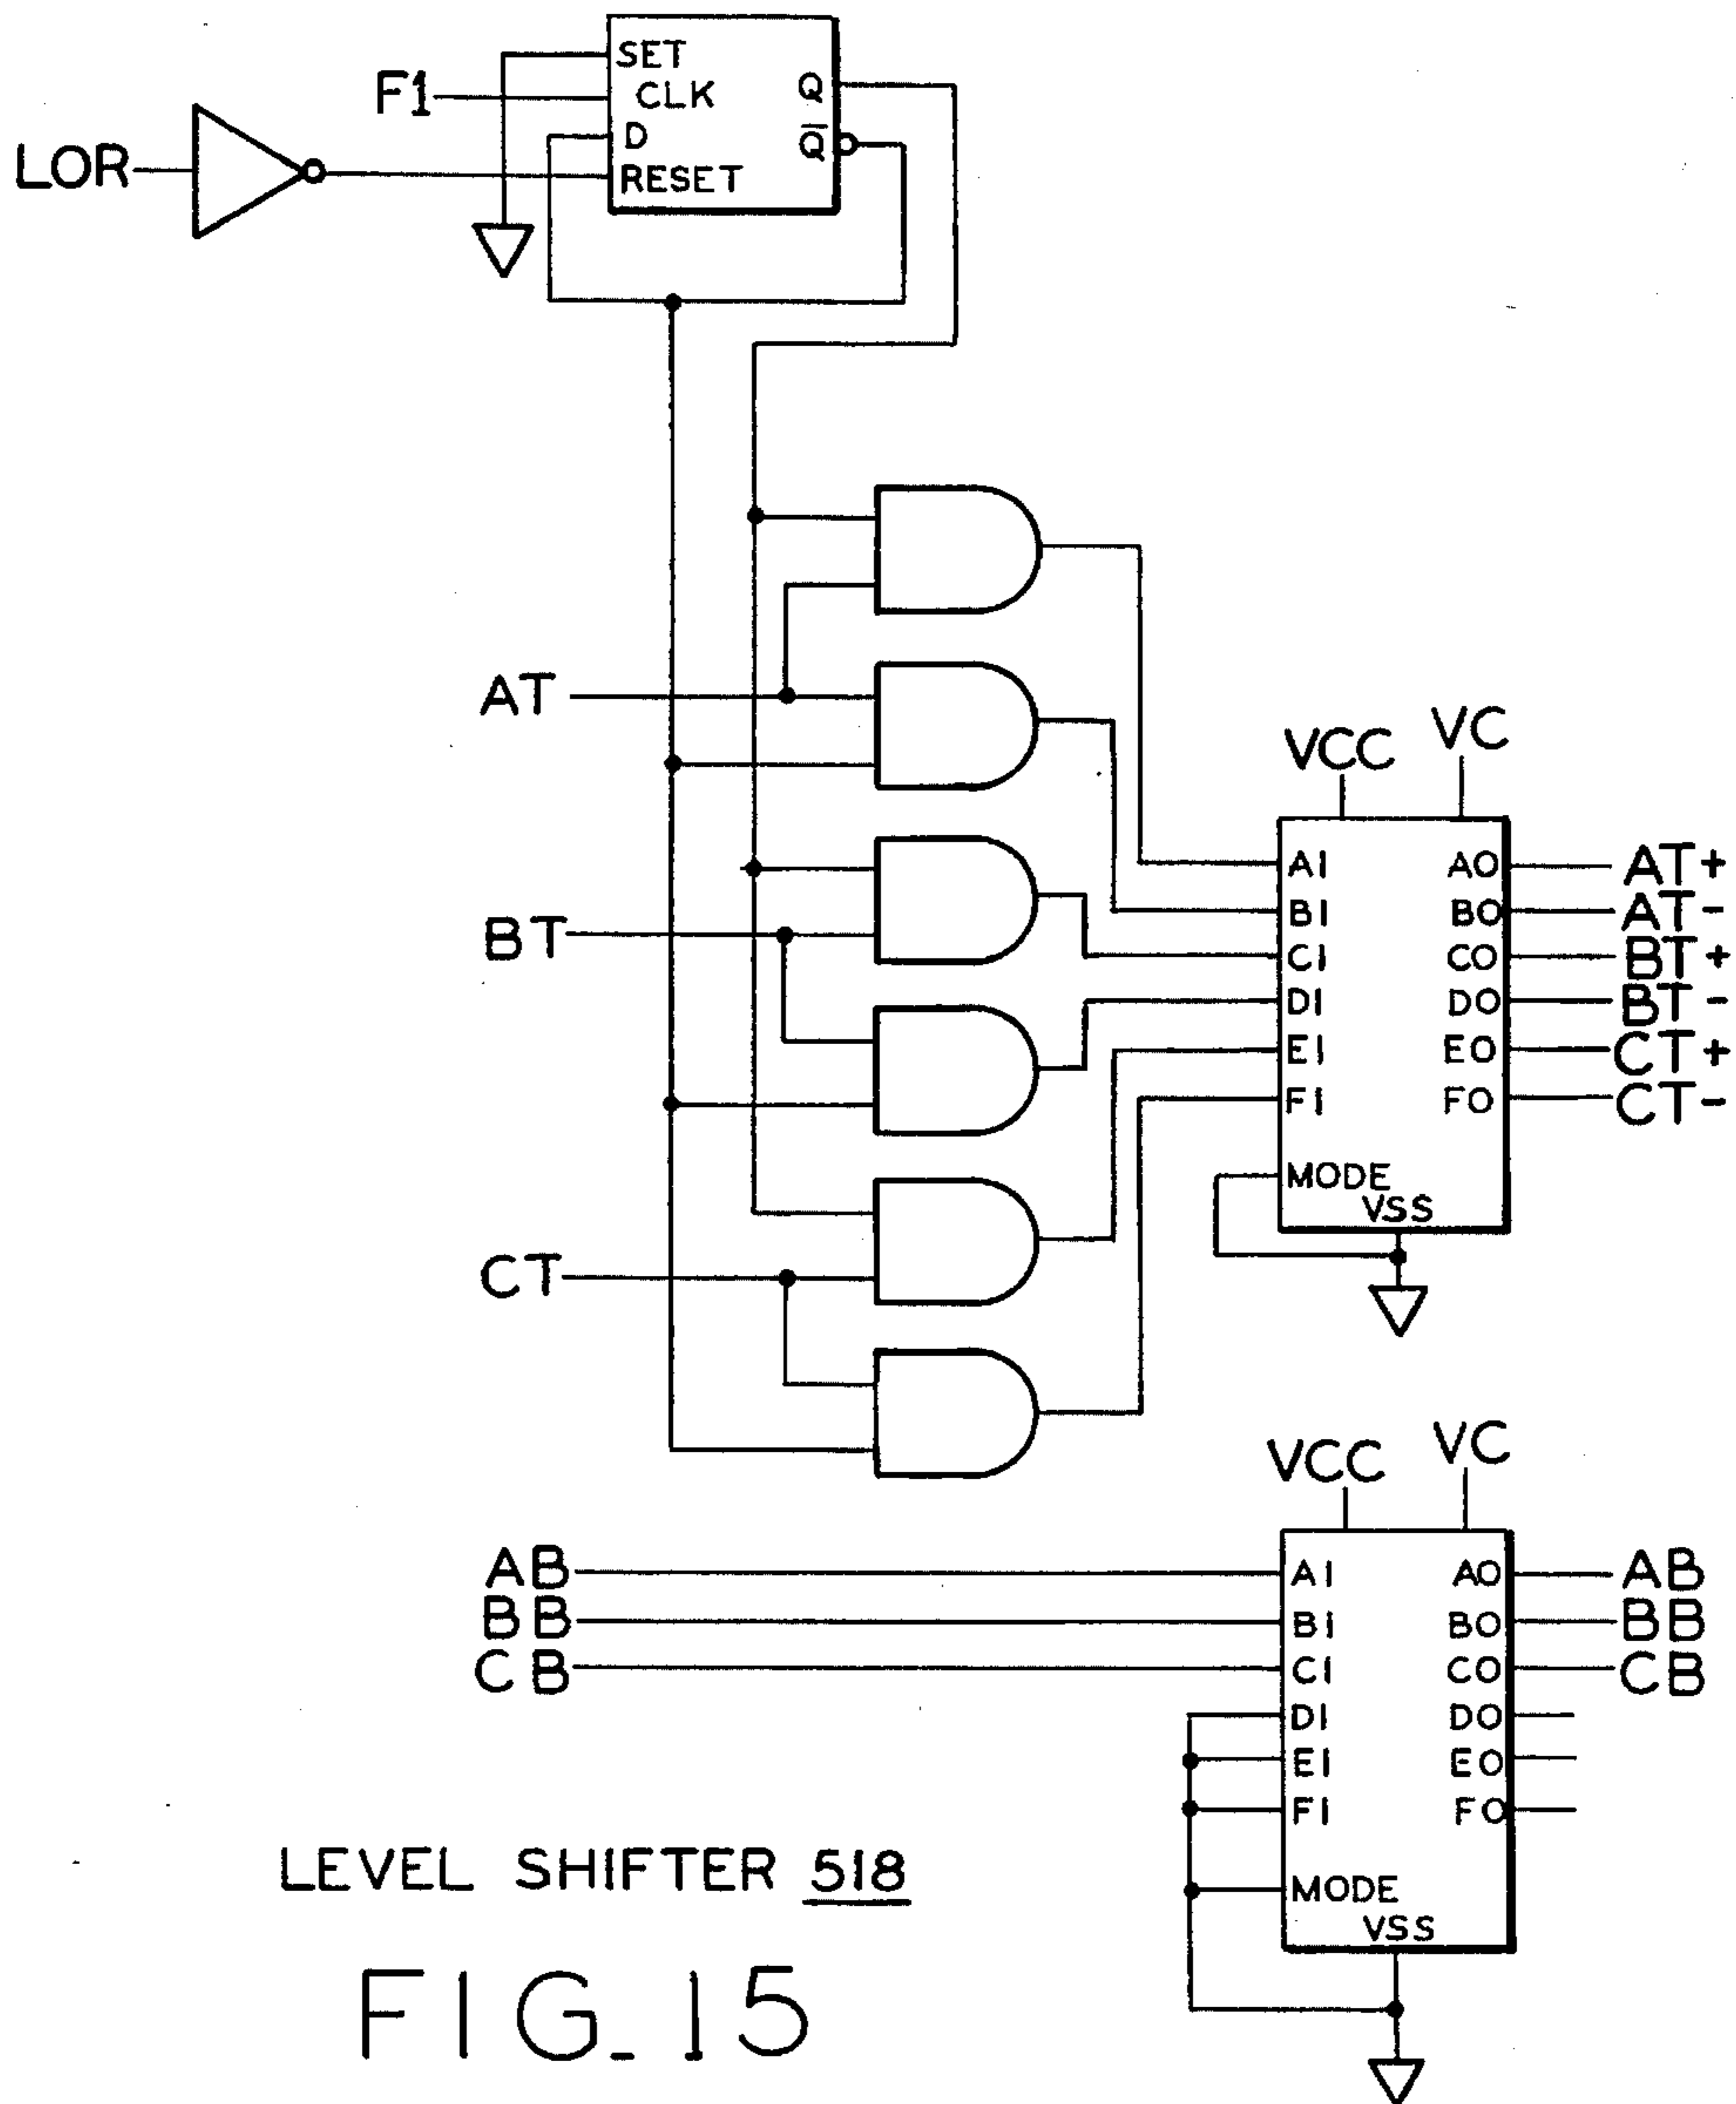 SET
F1
CLK
Q
D
Q̅
LOR
RESET
AT
VCC
VC
AI
AO
AT+
BI
BO
AT-
BT
CI
CO
BT+
DI
DO
BT-
EI
EO
CT+
FI
FO
CT-
MODE
VSS
CT
VCC
VC
AB
AI
AO
AB
BB
BI
BO
BB
CB
CI
CO
CB
DI
DO
EI
EO
FI
FO
MODE
VSS
LEVEL SHIFTER 518
FIG_15